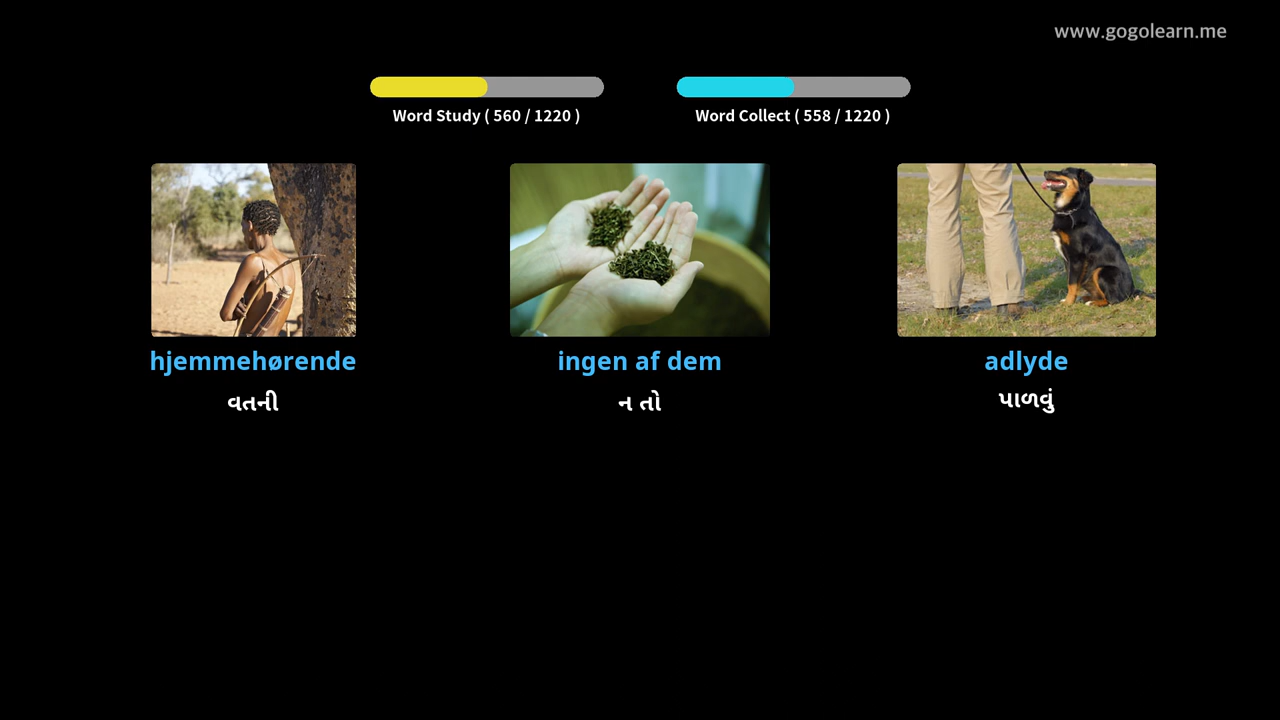 www.gogolearn.me
Word Study ( 560 / 1220 )
Word Collect ( 558 / 1220 )
hjemmehørende
વતની
ingen af dem
ન તો
adlyde
પાળવું